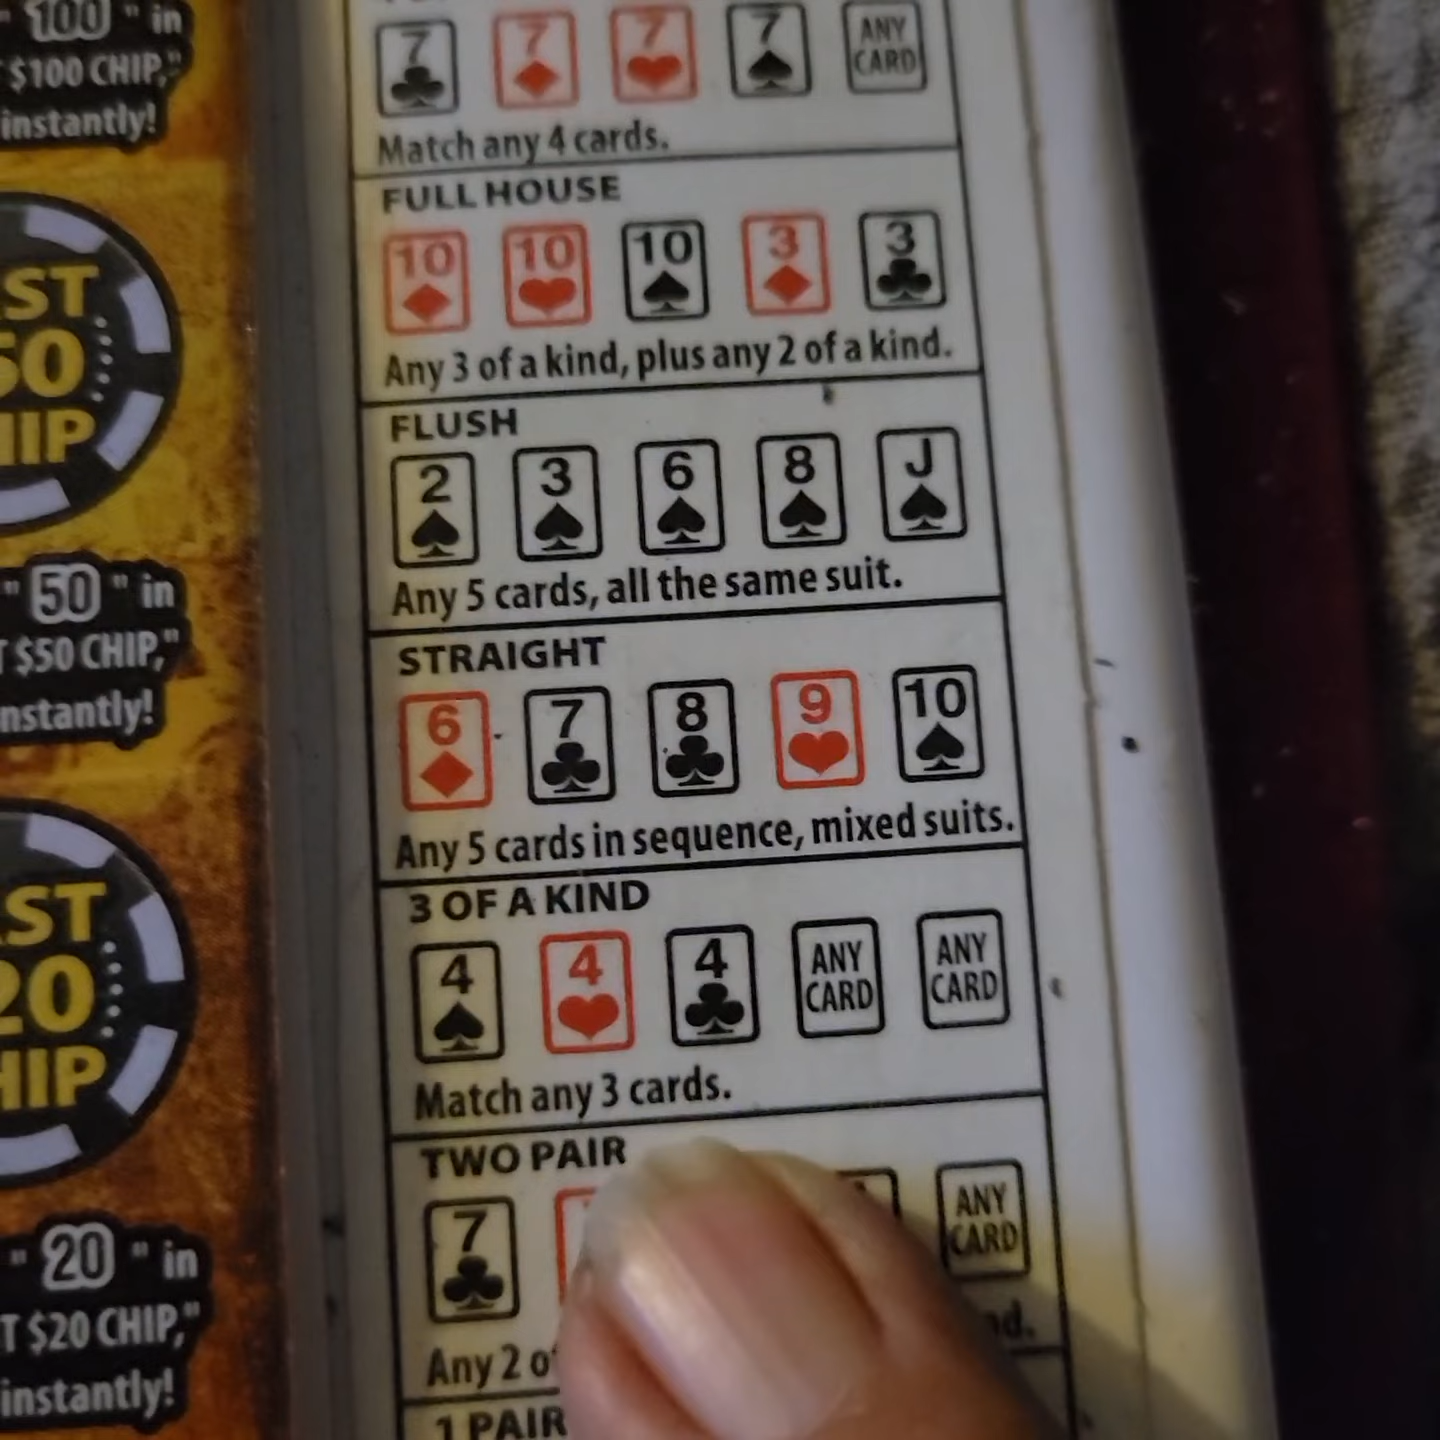 " 100 " in
$100 CHIP,"
instantly!
50
" 50 " in
$50 CHIP,"
instantly!
20
" 20 " in
$20 CHIP,"
instantly!
7 7 7 7 ANY CARD
Match any 4 cards.
FULL HOUSE
10 10 10 3 3
Any 3 of a kind, plus any 2 of a kind.
FLUSH
2 3 6 8 J
Any 5 cards, all the same suit.
STRAIGHT
6 7 8 9 10
Any 5 cards in sequence, mixed suits.
3 OF A KIND
4 4 4 ANY CARD ANY CARD
Match any 3 cards.
TWO PAIR
7 ANY CARD
Any 2
1 PAIR